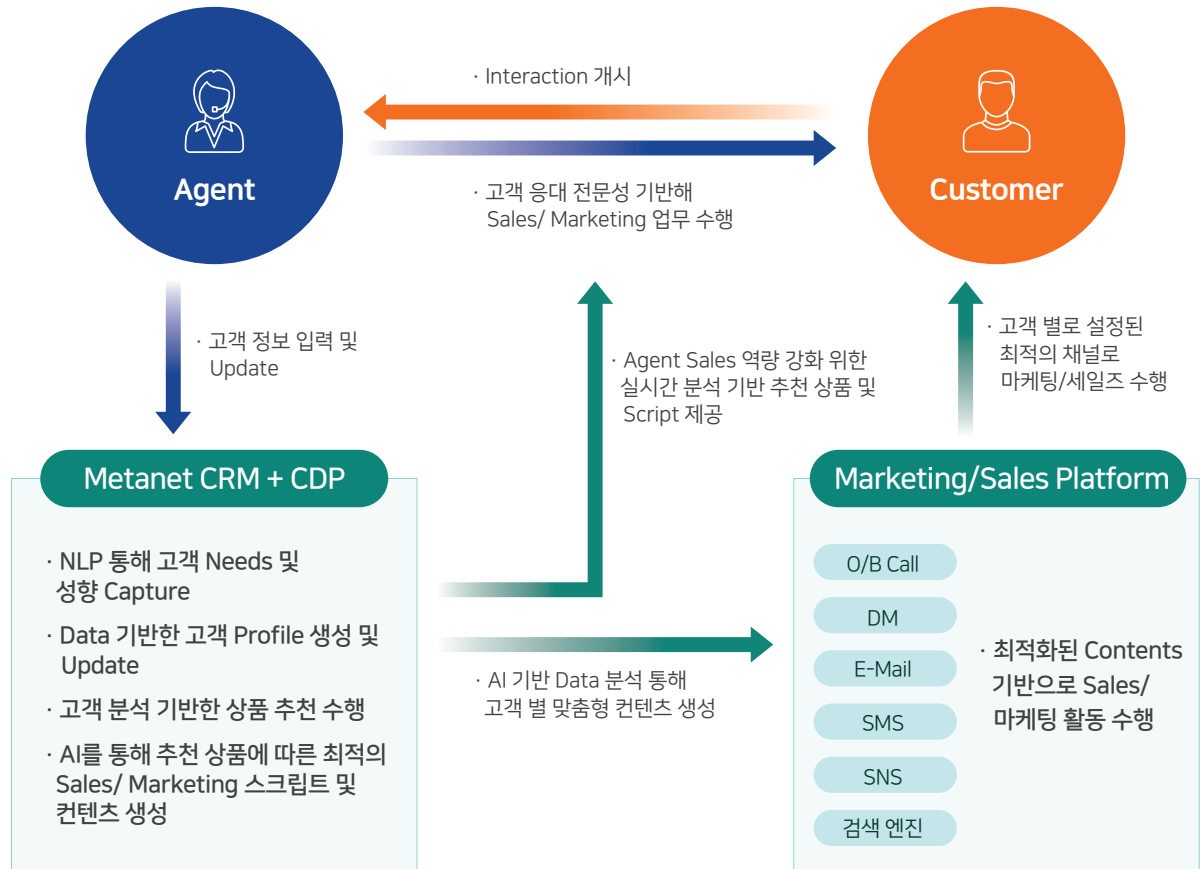 · Interaction 개시
Agent
Customer
· 고객 응대 전문성 기반해
Sales/ Marketing 업무 수행
· 고객 정보 입력 및
Update
· Agent Sales 역량 강화 위한
실시간 분석 기반 추천 상품 및
Script 제공
· 고객 별로 설정된
최적의 채널로
마케팅/세일즈 수행
Metanet CRM + CDP
· NLP 통해 고객 Needs 및
성향 Capture
· Data 기반한 고객 Profile 생성 및
Update
· 고객 분석 기반한 상품 추천 수행
· AI를 통해 추천 상품에 따른 최적의
Sales/ Marketing 스크립트 및
컨텐츠 생성
· AI 기반 Data 분석 통해
고객 별 맞춤형 컨텐츠 생성
Marketing/Sales Platform
O/B Call
DM
E-Mail
SMS
SNS
검색 엔진
· 최적화된 Contents
기반으로 Sales/
마케팅 활동 수행